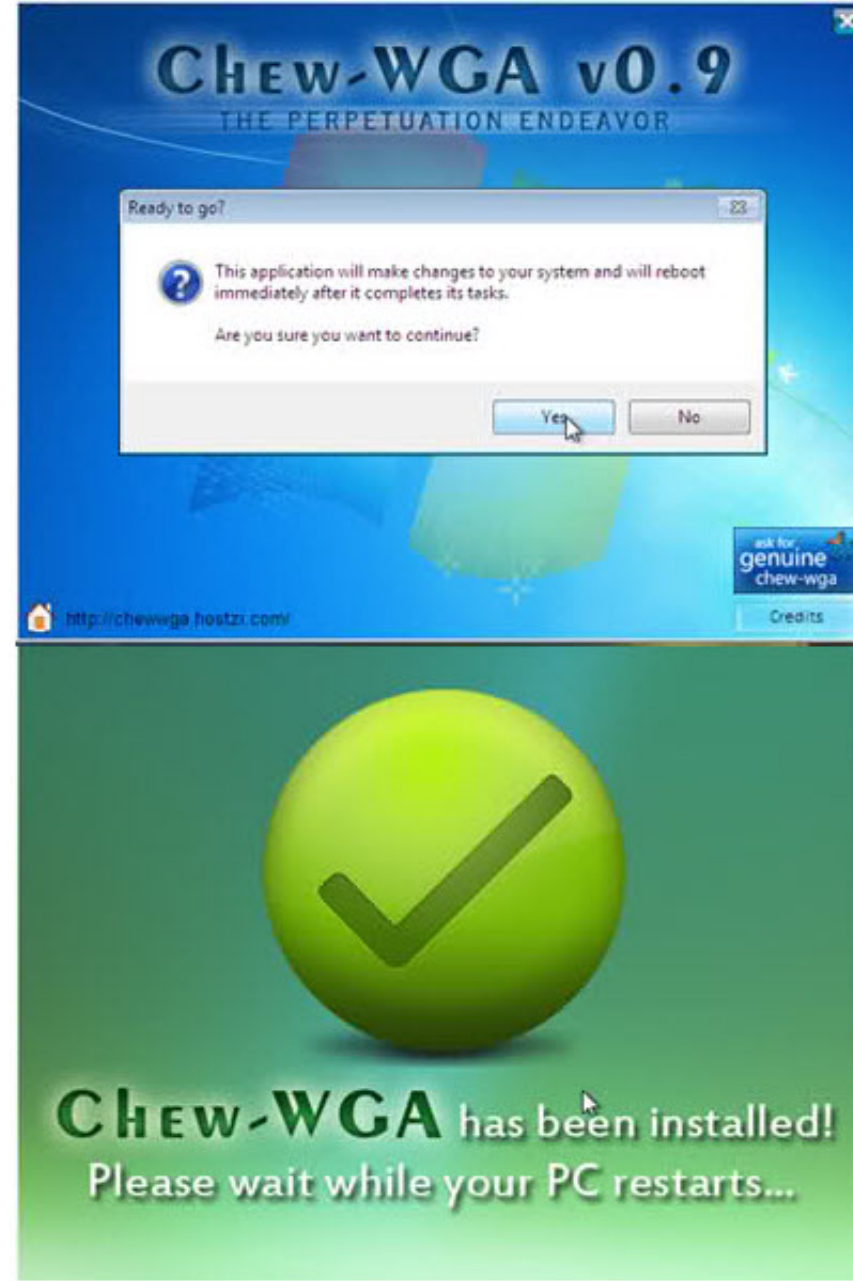 Chew-WGA v0.9
THE PERPETUATION ENDEAVOR
Ready to go?
This application will make changes to your system and will reboot
immediately after it completes its tasks.
Are you sure you want to continue?
Yes
No
ask for
genuine
chew-wga
http://chewwga.hostzi.com/
Credits
Chew-WGA has been installed!
Please wait while your PC restarts...